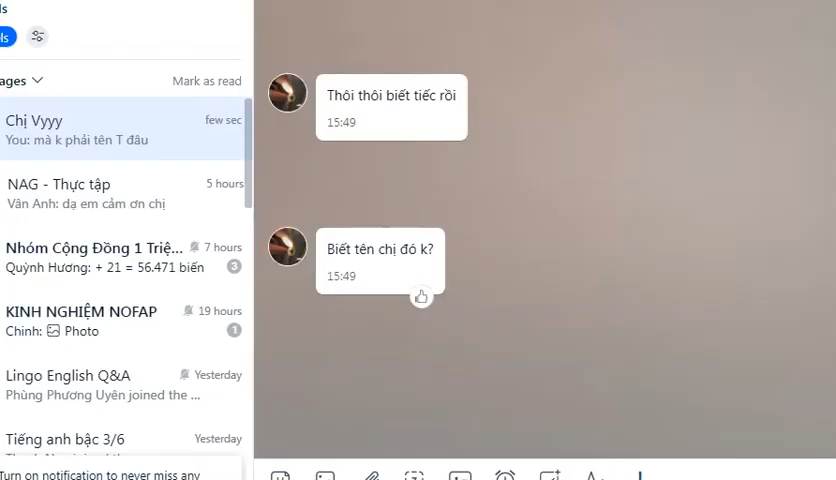 ls
ls
ages
Mark as read
Chị Vyyy
few sec
You: mà k phải tên T đâu
NAG - Thực tập
5 hours
Vân Anh: dạ em cảm ơn chị
Nhóm Cộng Đồng 1 Triệ...
7 hours
Quỳnh Hương: + 21 = 56.471 biến
3
KINH NGHIỆM NOFAP
19 hours
Chinh: Photo
1
Lingo English Q&A
Yesterday
Phùng Phương Uyên joined the ...
Tiếng anh bậc 3/6
Yesterday
Turn on notification to never miss any
Thôi thôi biết tiếc rồi
15:49
Biết tên chị đó k?
15:49